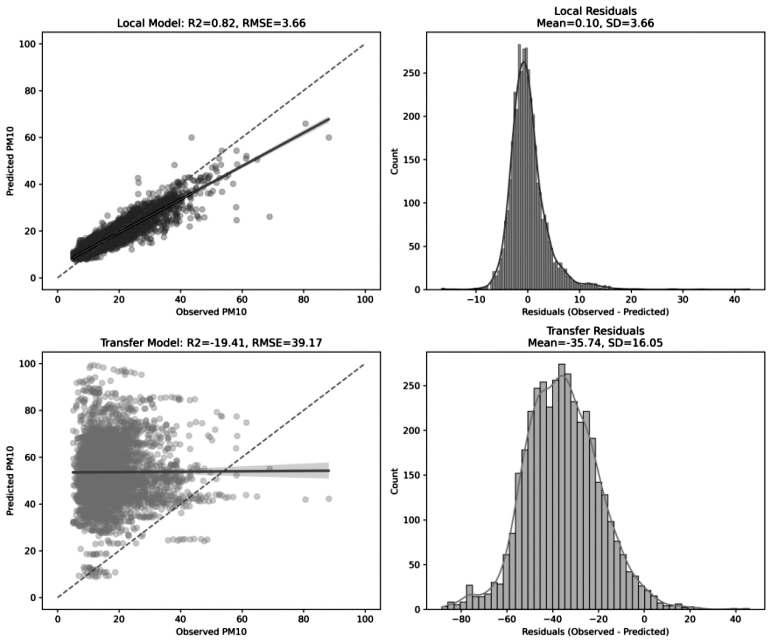 Local Model: R2=0.82, RMSE=3.66
100
80
60
40
20
0
Predicted PM10
0 20 40 60 80 100
Observed PM10
Local Residuals
Mean=0.10, SD=3.66
250
200
150
100
50
0
Count
−10 0 10 20 30 40
Residuals (Observed - Predicted)
Transfer Model: R2=-19.41, RMSE=39.17
100
80
60
40
20
0
Predicted PM10
0 20 40 60 80 100
Observed PM10
Transfer Residuals
Mean=-35.74, SD=16.05
250
200
150
100
50
0
Count
−80 −60 −40 −20 0 20 40
Residuals (Observed - Predicted)